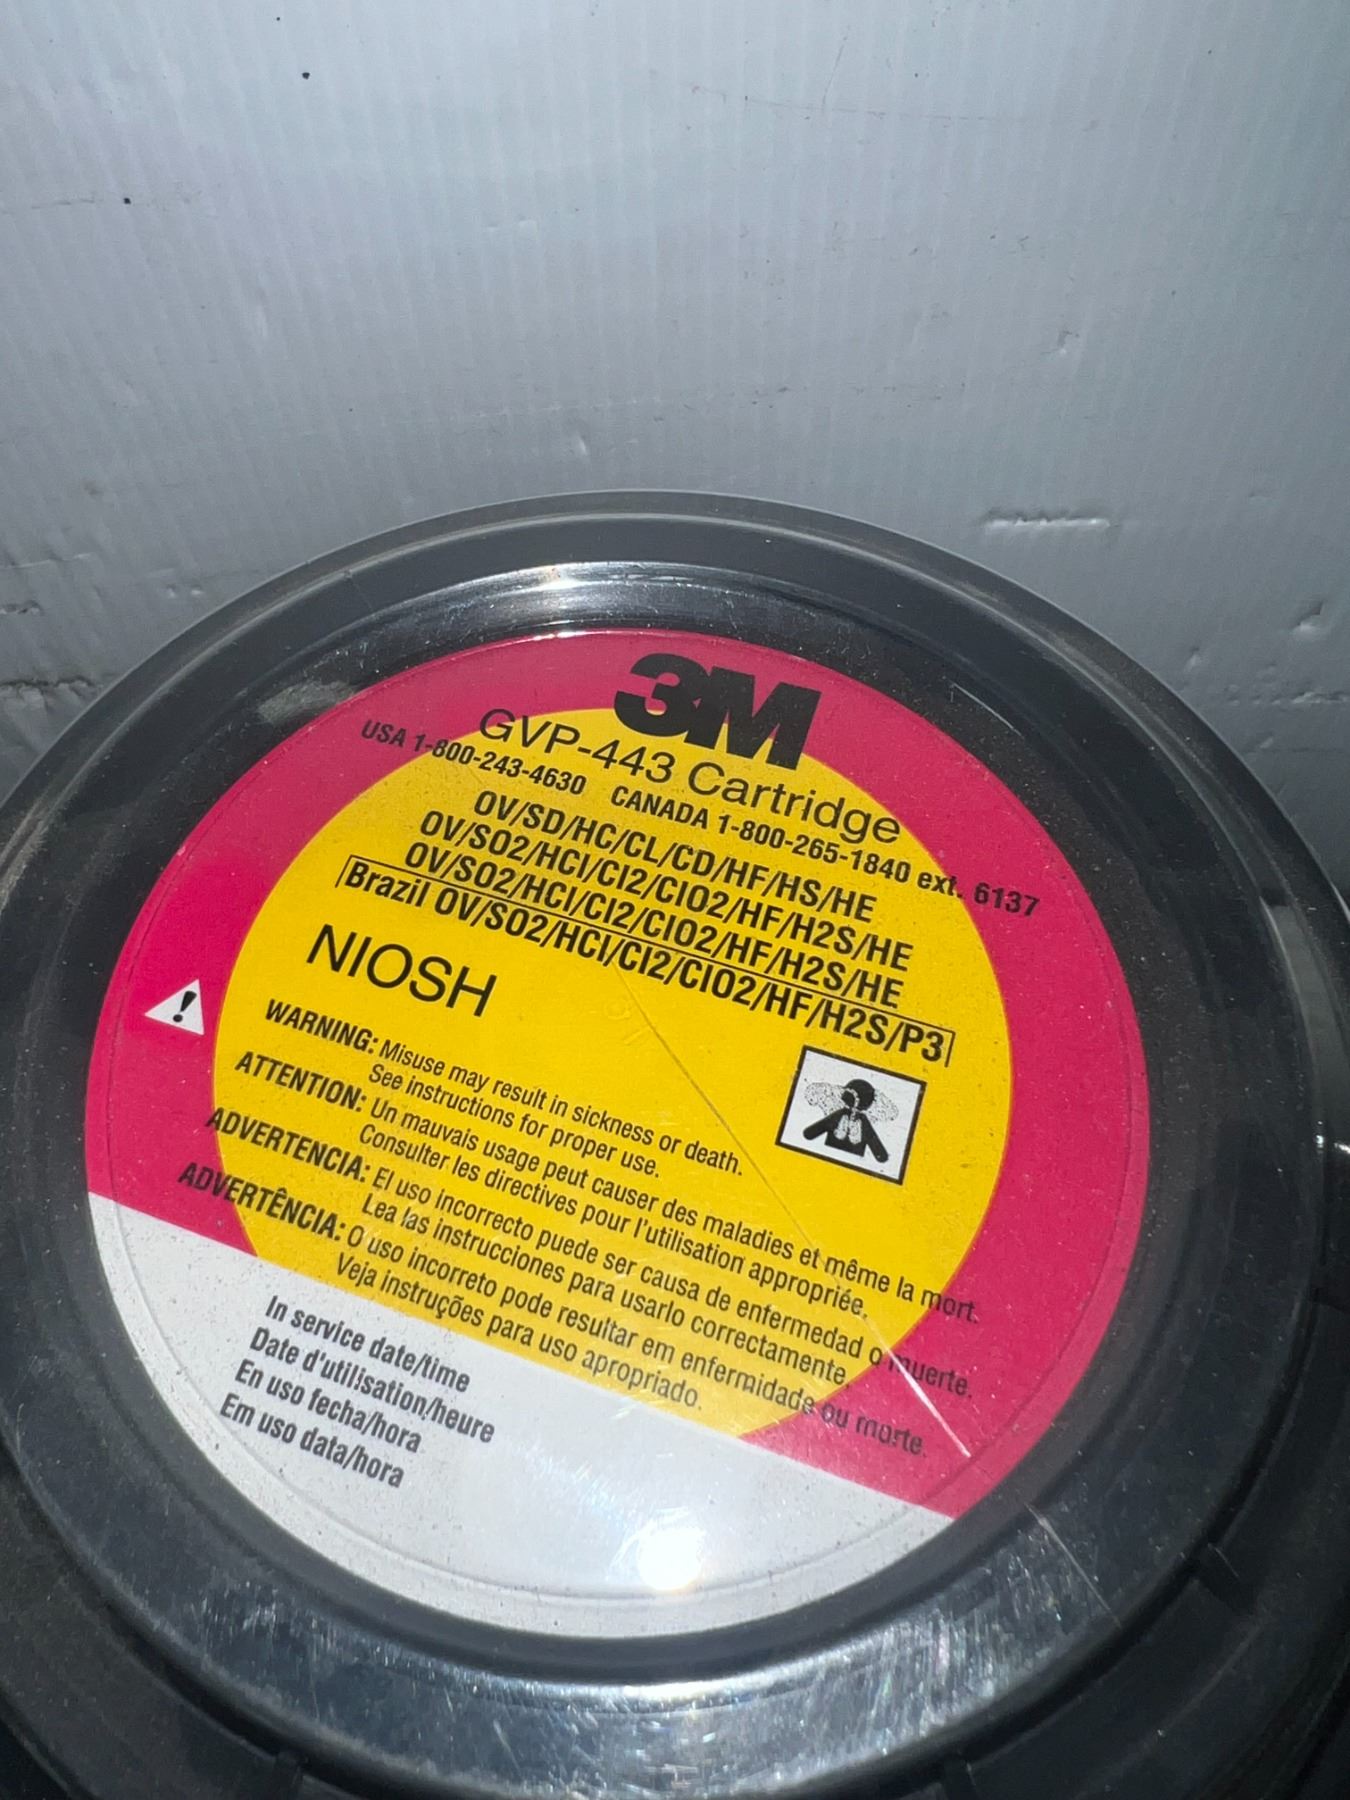 3M
GVP-443 Cartridge
USA 1-800-243-4630 CANADA 1-800-265-1840 ext. 6137
OV/SD/HC/CL/CD/HF/HS/HE
OV/SO2/HCl/Cl2/ClO2/HF/H2S/HE
OV/SO2/HCl/Cl2/ClO2/HF/H2S/HE
Brazil OV/SO2/HCl/Cl2/ClO2/HF/H2S/P3
NIOSH
WARNING: Misuse may result in sickness or death.
See instructions for proper use.
ATTENTION: Un mauvais usage peut causer des maladies et même la mort.
Consulter les directives pour l'utilisation appropriée.
ADVERTENCIA: El uso incorrecto puede ser causa de enfermedad o muerte.
Lea las instrucciones para usarlo correctamente.
ADVERTÊNCIA: O uso incorreto pode resultar em enfermidade ou morte.
Veja instruções para uso apropriado.
In service date/time
Date d'utilisation/heure
En uso fecha/hora
Em uso data/hora